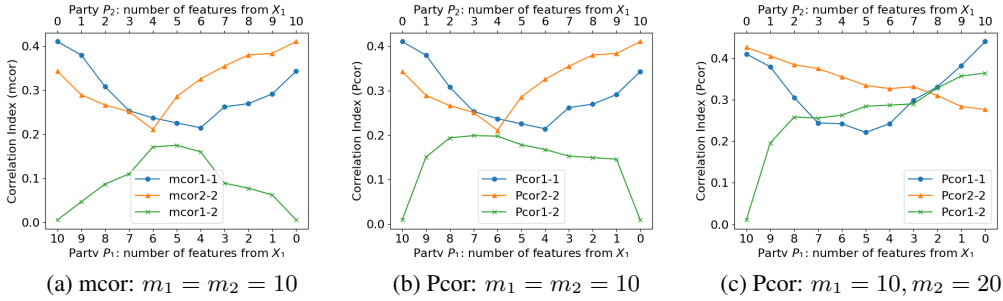 Party P₂: number of features from X₁
0 1 2 3 4 5 6 7 8 9 10
Correlation Index (mcor)
0.4
0.3
0.2
0.1
0.0
mcor1-1
mcor2-2
mcor1-2
10 9 8 7 6 5 4 3 2 1 0
Party P₁: number of features from X₁
(a) mcor: m₁ = m₂ = 10
Party P₂: number of features from X₁
0 1 2 3 4 5 6 7 8 9 10
Correlation Index (Pcor)
0.4
0.3
0.2
0.1
0.0
Pcor1-1
Pcor2-2
Pcor1-2
10 9 8 7 6 5 4 3 2 1 0
Party P₁: number of features from X₁
(b) Pcor: m₁ = m₂ = 10
Party P₂: number of features from X₁
0 1 2 3 4 5 6 7 8 9 10
Correlation Index (Pcor)
0.4
0.3
0.2
0.1
0.0
Pcor1-1
Pcor2-2
Pcor1-2
10 9 8 7 6 5 4 3 2 1 0
Party P₁: number of features from X₁
(c) Pcor: m₁ = 10, m₂ = 20